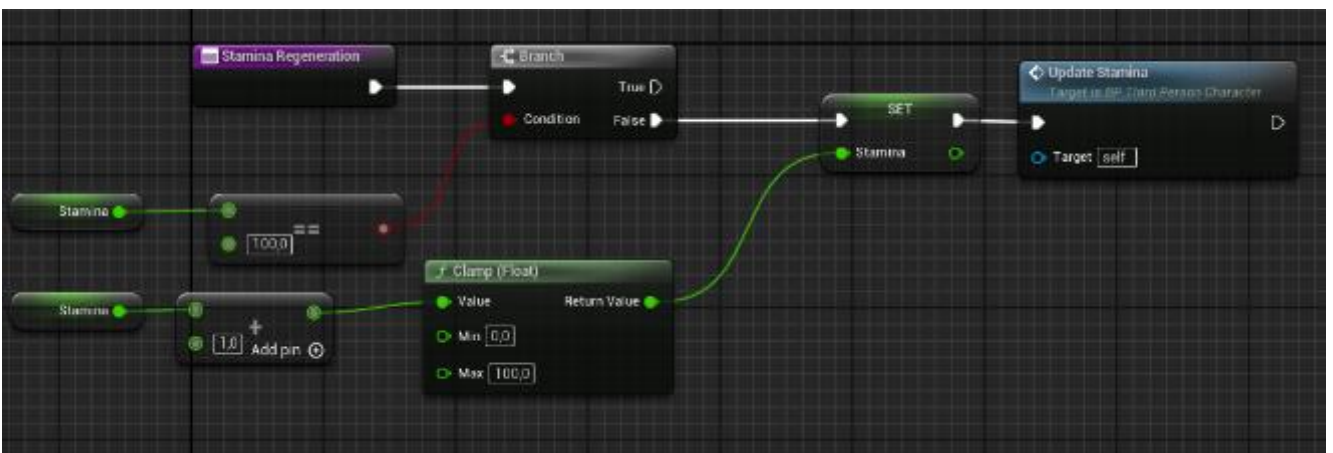 Stamina Regeneration
Branch
True
Condition False
SET
Stamina
Update Stamina
Target is BP Third Person Character
Target self
Stamina
==
100,0
Stamina
+
1,0 Add pin
f Clamp (Float)
Value Return Value
Min 0,0
Max 100,0